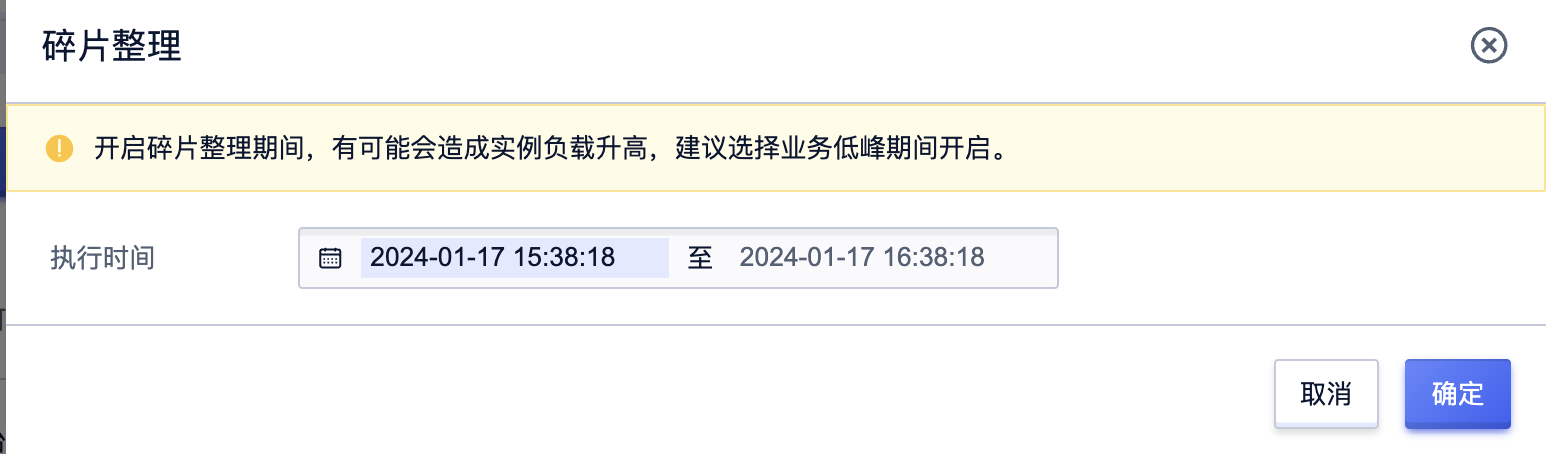 碎片整理
开启碎片整理期间，有可能会造成实例负载升高，建议选择业务低峰期间开启。
执行时间 2024-01-17 15:38:18 至 2024-01-17 16:38:18
取消 确定